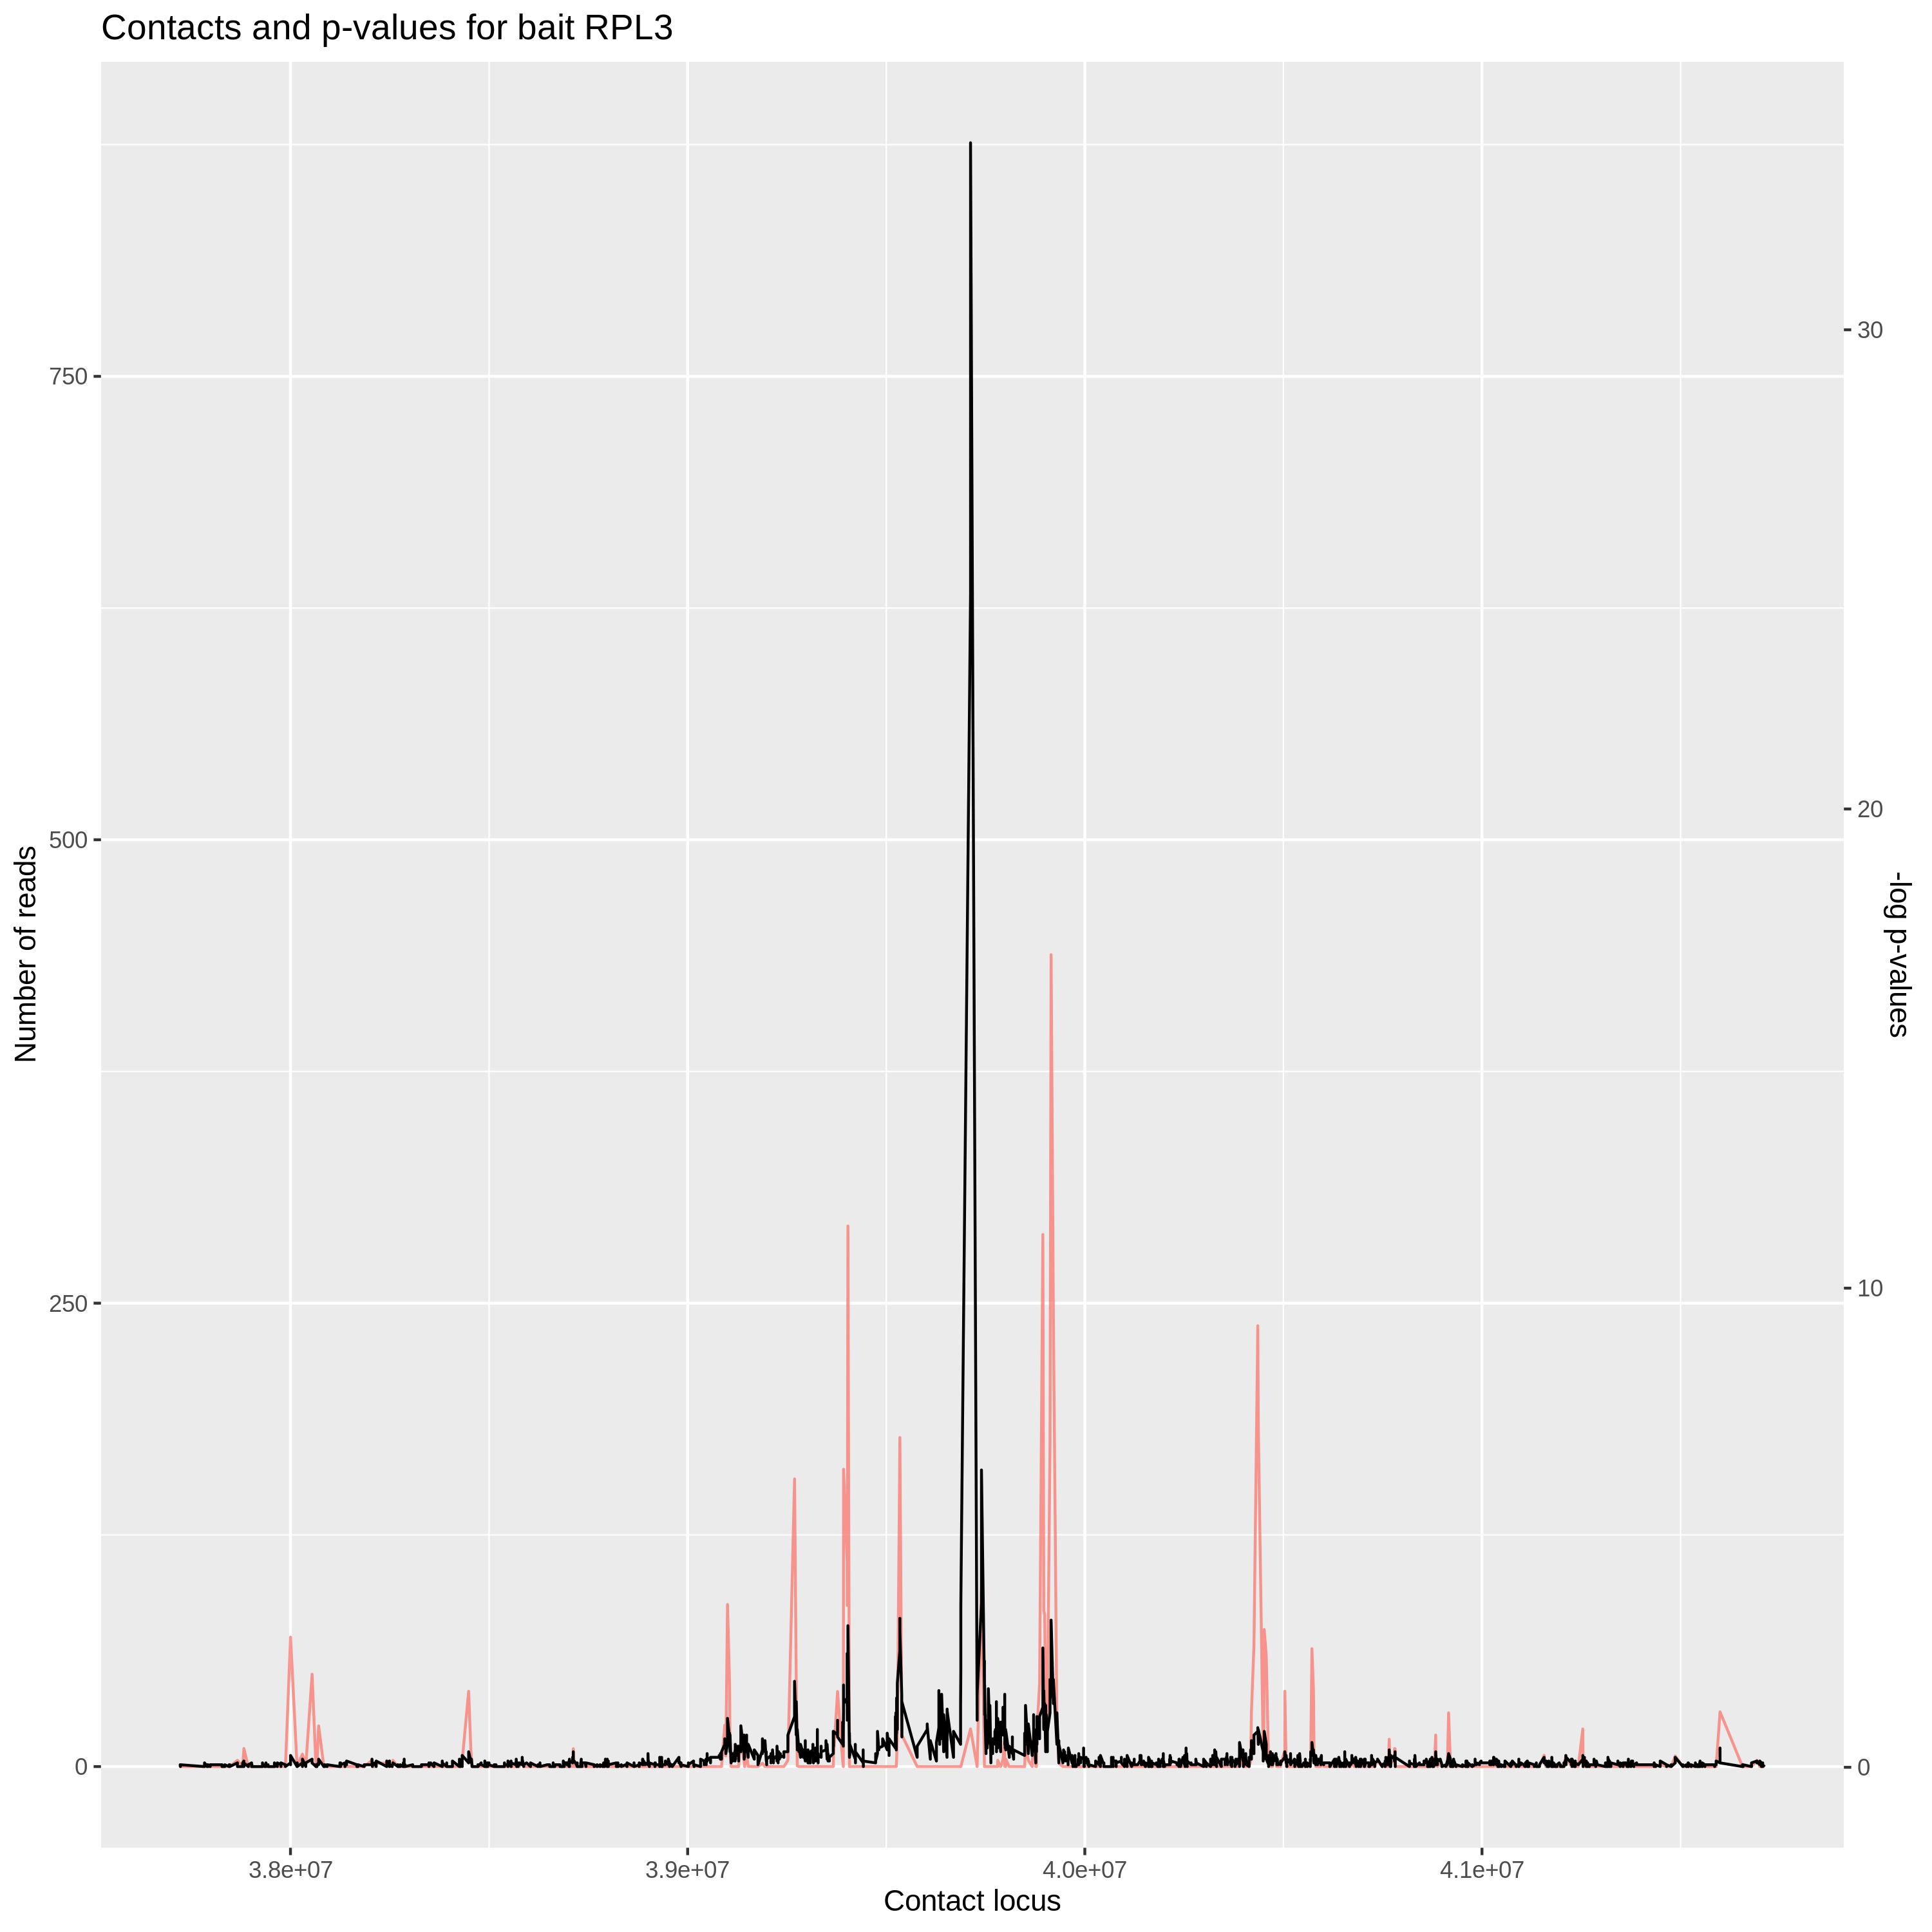 Contacts and p-values for bait RPL3
750
500
250
0
Number of reads
30
20
10
0
-log p-values
3.8e+07
3.9e+07
4.0e+07
4.1e+07
Contact locus